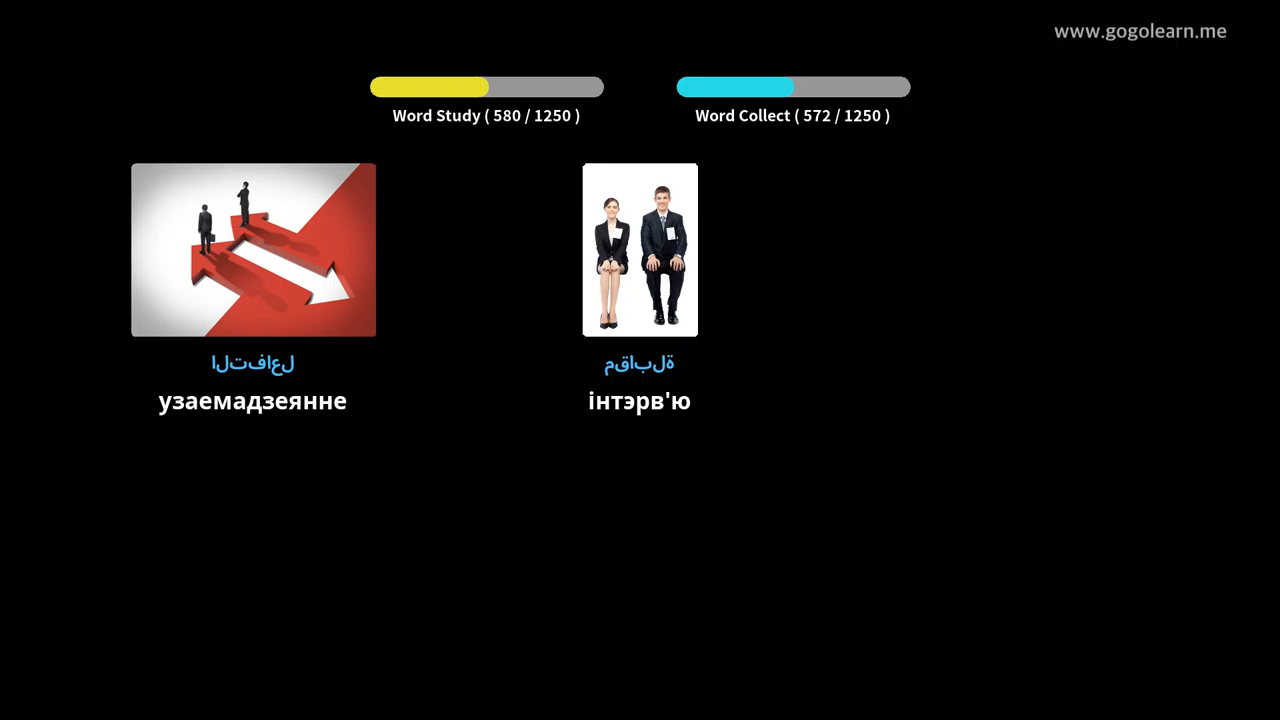 www.gogolearn.me
Word Study ( 580 / 1250 )
Word Collect ( 572 / 1250 )
التفاعل
узаемадзеянне
مقابلة
інтэрв'ю